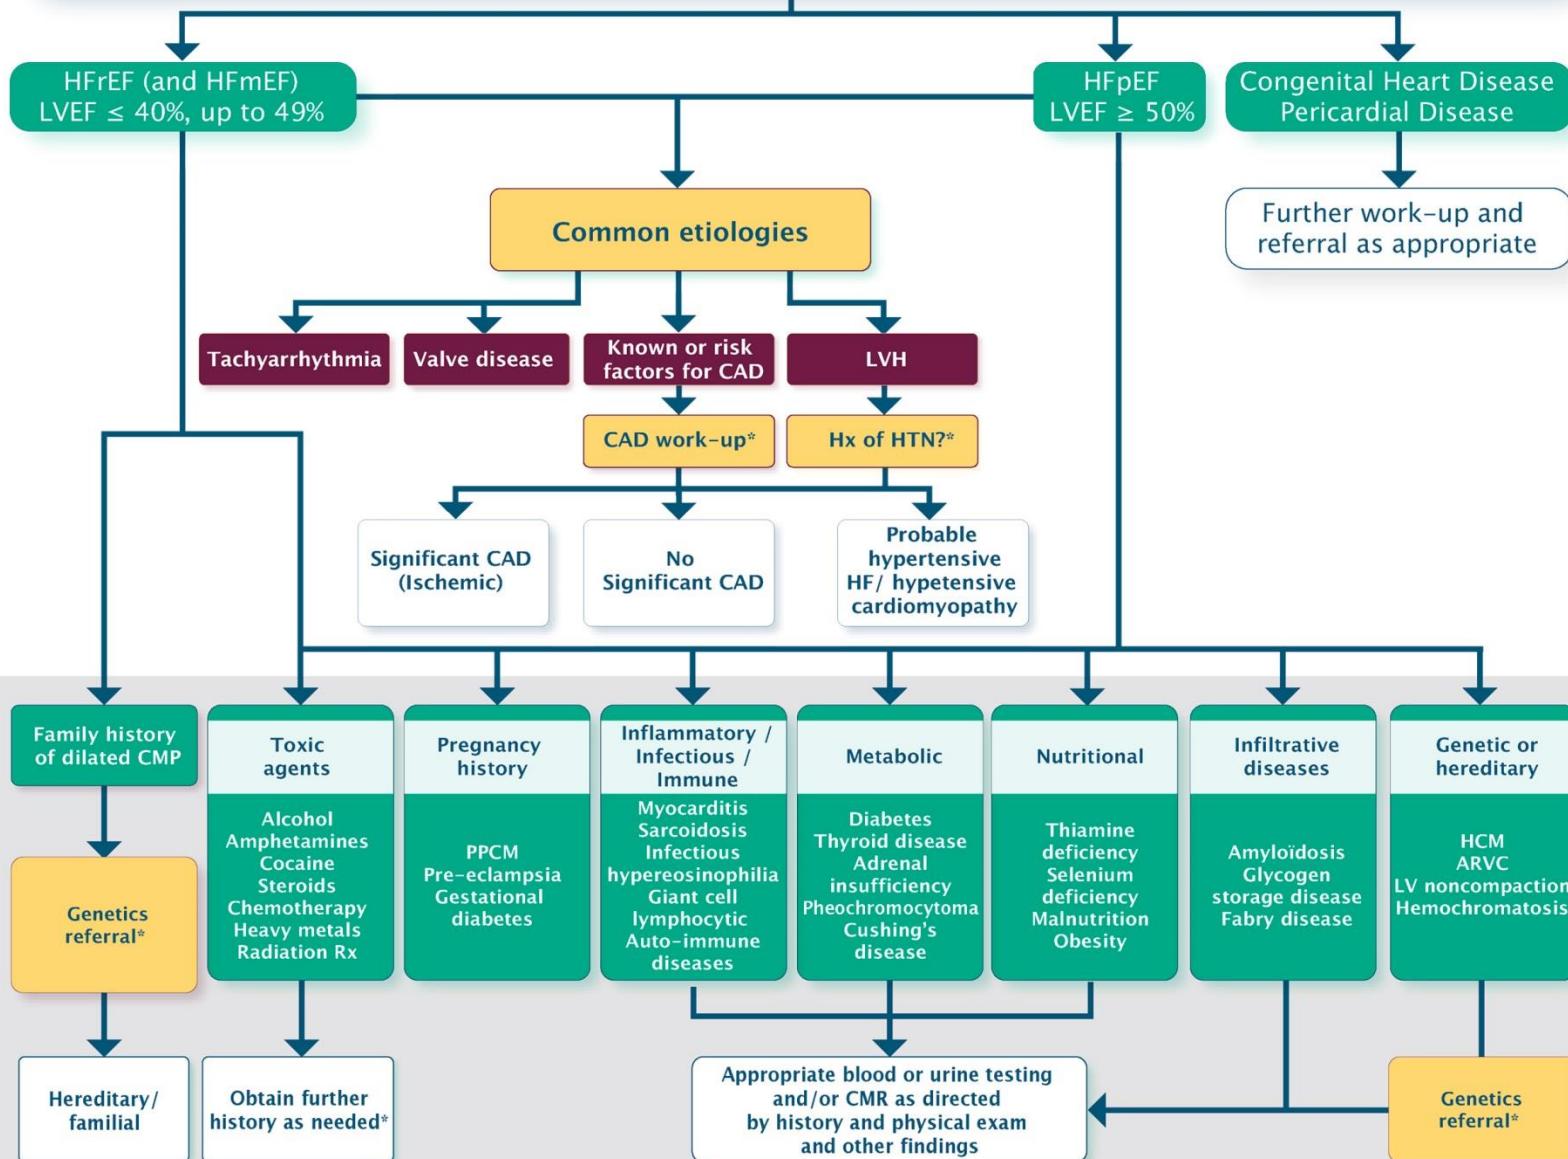 HFrEF (and HFmEF)
LVEF ≤ 40%, up to 49%
HFpEF
LVEF ≥ 50%
Congenital Heart Disease
Pericardial Disease
Common etiologies
Further work-up and
referral as appropriate
Tachyarrhythmia
Valve disease
Known or risk
factors for CAD
LVH
CAD work-up*
Hx of HTN?*
Significant CAD
(Ischemic)
No
Significant CAD
Probable
hypertensive
HF/ hypetensive
cardiomyopathy
Family history
of dilated CMP
Genetics
referral*
Hereditary/
familial
Toxic
agents
Alcohol
Amphetamines
Cocaine
Steroids
Chemotherapy
Heavy metals
Radiation Rx
Obtain further
history as needed*
Pregnancy
history
PPCM
Pre-eclampsia
Gestational
diabetes
Inflammatory /
Infectious /
Immune
Myocarditis
Sarcoidosis
Infectious
hypereosinophilia
Giant cell
lymphocytic
Auto-immune
diseases
Metabolic
Diabetes
Thyroid disease
Adrenal
insufficiency
Pheochromocytoma
Cushing's
disease
Nutritional
Thiamine
deficiency
Selenium
deficiency
Malnutrition
Obesity
Infiltrative
diseases
Amyloïdosis
Glycogen
storage disease
Fabry disease
Genetic or
hereditary
HCM
ARVC
LV noncompaction
Hemochromatosis
Appropriate blood or urine testing
and/or CMR as directed
by history and physical exam
and other findings
Genetics
referral*